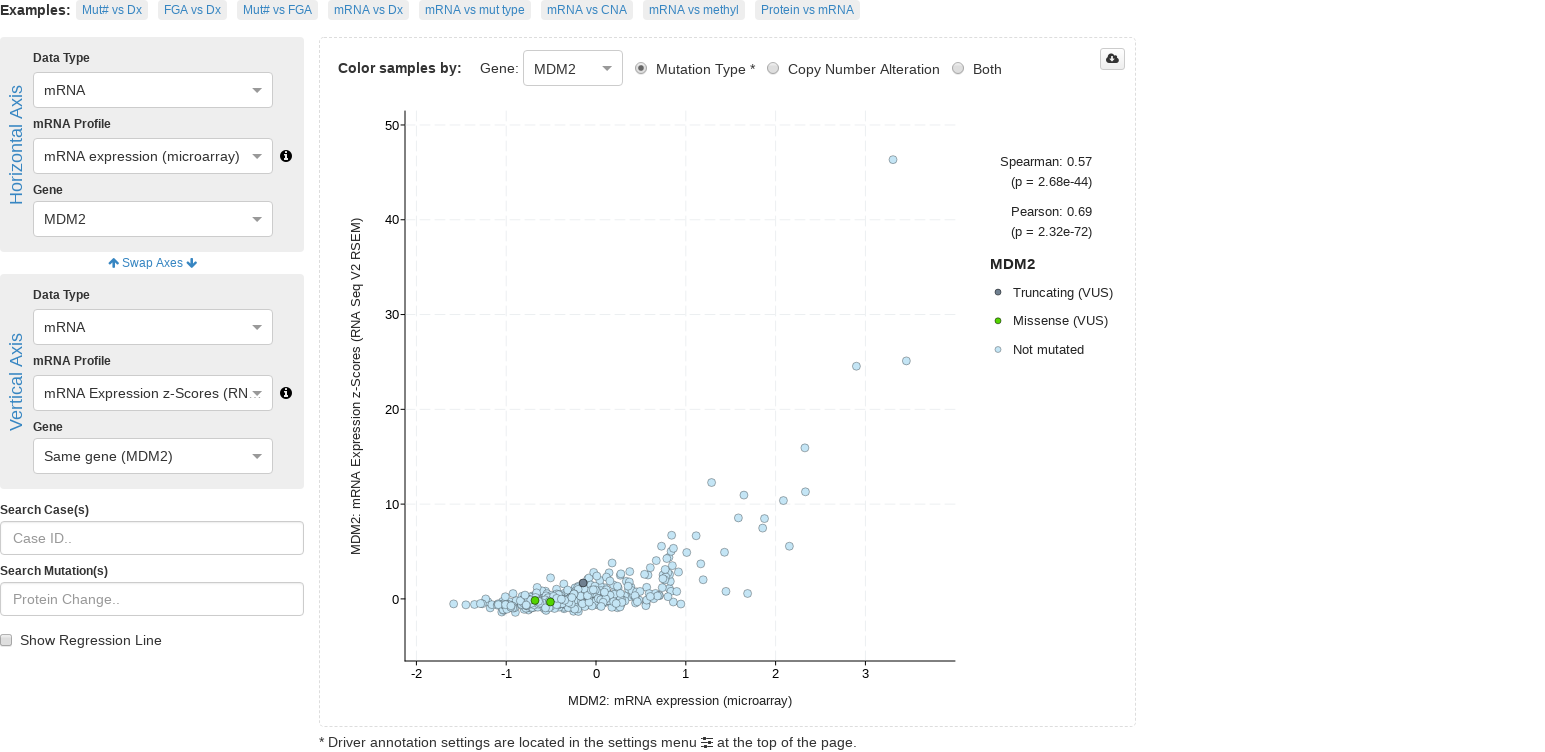 Examples: Mut# vs Dx FGA vs Dx Mut# vs FGA mRNA vs Dx mRNA vs mut type mRNA vs CNA mRNA vs methyl Protein vs mRNA
Horizontal Axis
Data Type
mRNA
mRNA Profile
mRNA expression (microarray)
Gene
MDM2
Swap Axes
Vertical Axis
Data Type
mRNA
mRNA Profile
mRNA Expression z-Scores (RN...
Gene
Same gene (MDM2)
Search Case(s)
Case ID..
Search Mutation(s)
Protein Change..
Show Regression Line
Color samples by: Gene: MDM2 Mutation Type * Copy Number Alteration Both
MDM2: mRNA Expression z-Scores (RNA Seq V2 RSEM)
50
40
30
20
10
0
-2 -1 0 1 2 3
MDM2: mRNA expression (microarray)
Spearman: 0.57
(p = 2.68e-44)
Pearson: 0.69
(p = 2.32e-72)
MDM2
Truncating (VUS)
Missense (VUS)
Not mutated
* Driver annotation settings are located in the settings menu at the top of the page.